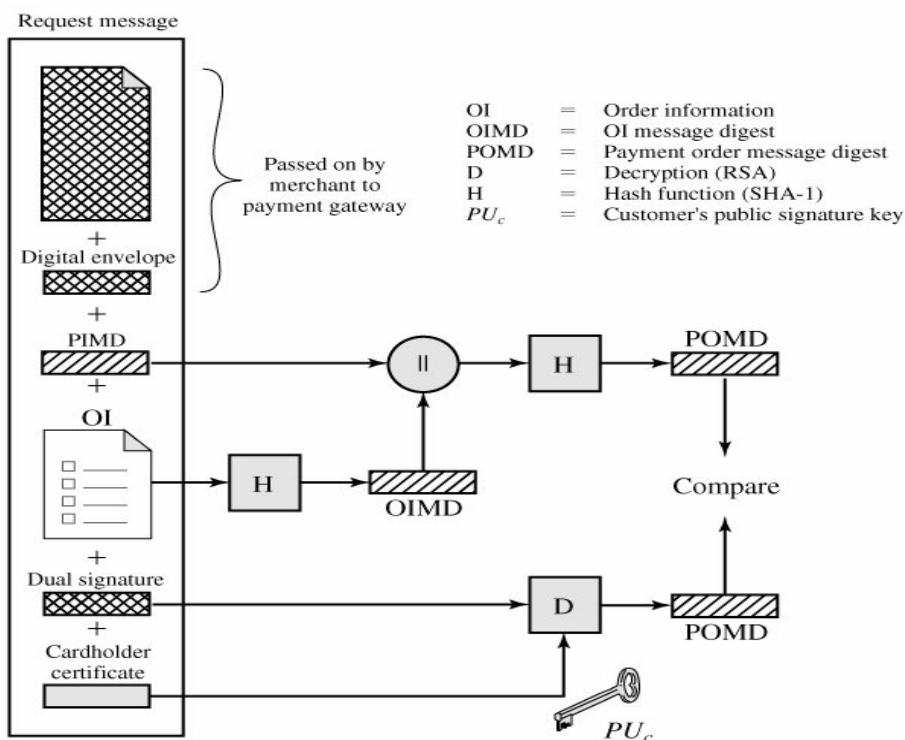 Request message
Passed on by
merchant to
payment gateway
OI = Order information
OIMD = OI message digest
POMD = Payment order message digest
D = Decryption (RSA)
H = Hash function (SHA-1)
PUc = Customer's public signature key
+
Digital envelope
+
PIMD
+
OI
H
OIMD
||
H
POMD
Compare
+
Dual signature
+
Cardholder
certificate
D
POMD
PUc